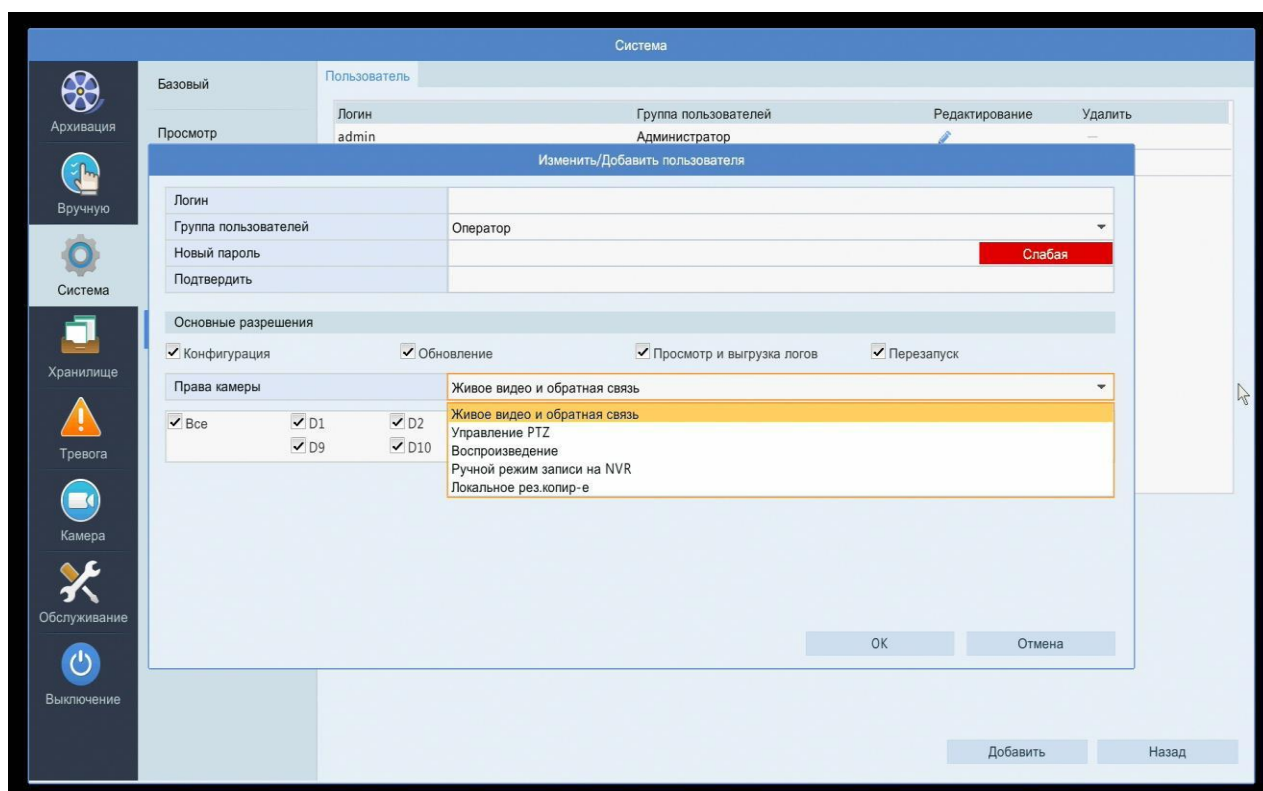 Система
Архивация
Вручную
Система
Хранилище
Тревога
Камера
Обслуживание
Выключение
Базовый
Просмотр
Пользователь
Логин Группа пользователей Редактирование Удалить
admin Администратор —
Изменить/Добавить пользователя
Логин
Группа пользователей Оператор
Новый пароль Слабая
Подтвердить
Основные разрешения
Конфигурация Обновление Просмотр и выгрузка логов Перезапуск
Права камеры Живое видео и обратная связь
Все D1 D2
D9 D10
Живое видео и обратная связь
Управление PTZ
Воспроизведение
Ручной режим записи на NVR
Локальное рез.копир-е
OK Отмена
Добавить Назад